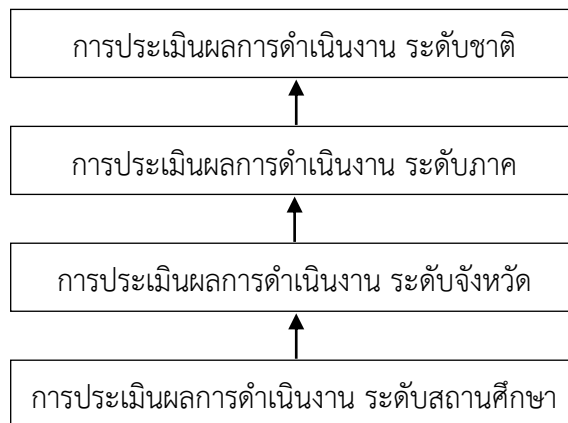 การประเมินผลการดำเนินงาน ระดับชาติ
การประเมินผลการดำเนินงาน ระดับภาค
การประเมินผลการดำเนินงาน ระดับจังหวัด
การประเมินผลการดำเนินงาน ระดับสถานศึกษา